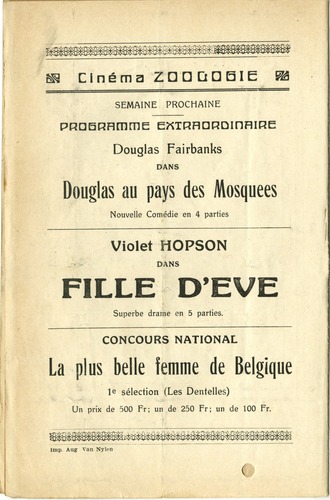 Cinéma ZOOLOGIE
SEMAINE PROCHAINE
PROGRAMME EXTRAORDINAIRE
Douglas Fairbanks
DANS
Douglas au pays des Mosquees
Nouvelle Comédie en 4 parties
Violet HOPSON
DANS
FILLE D'EVE
Superbe drame en 5 parties.
CONCOURS NATIONAL
La plus belle femme de Belgique
1e sélection (Les Dentelles)
Un prix de 500 Fr; un de 250 Fr; un de 100 Fr.
Imp. Aug Van Nylen